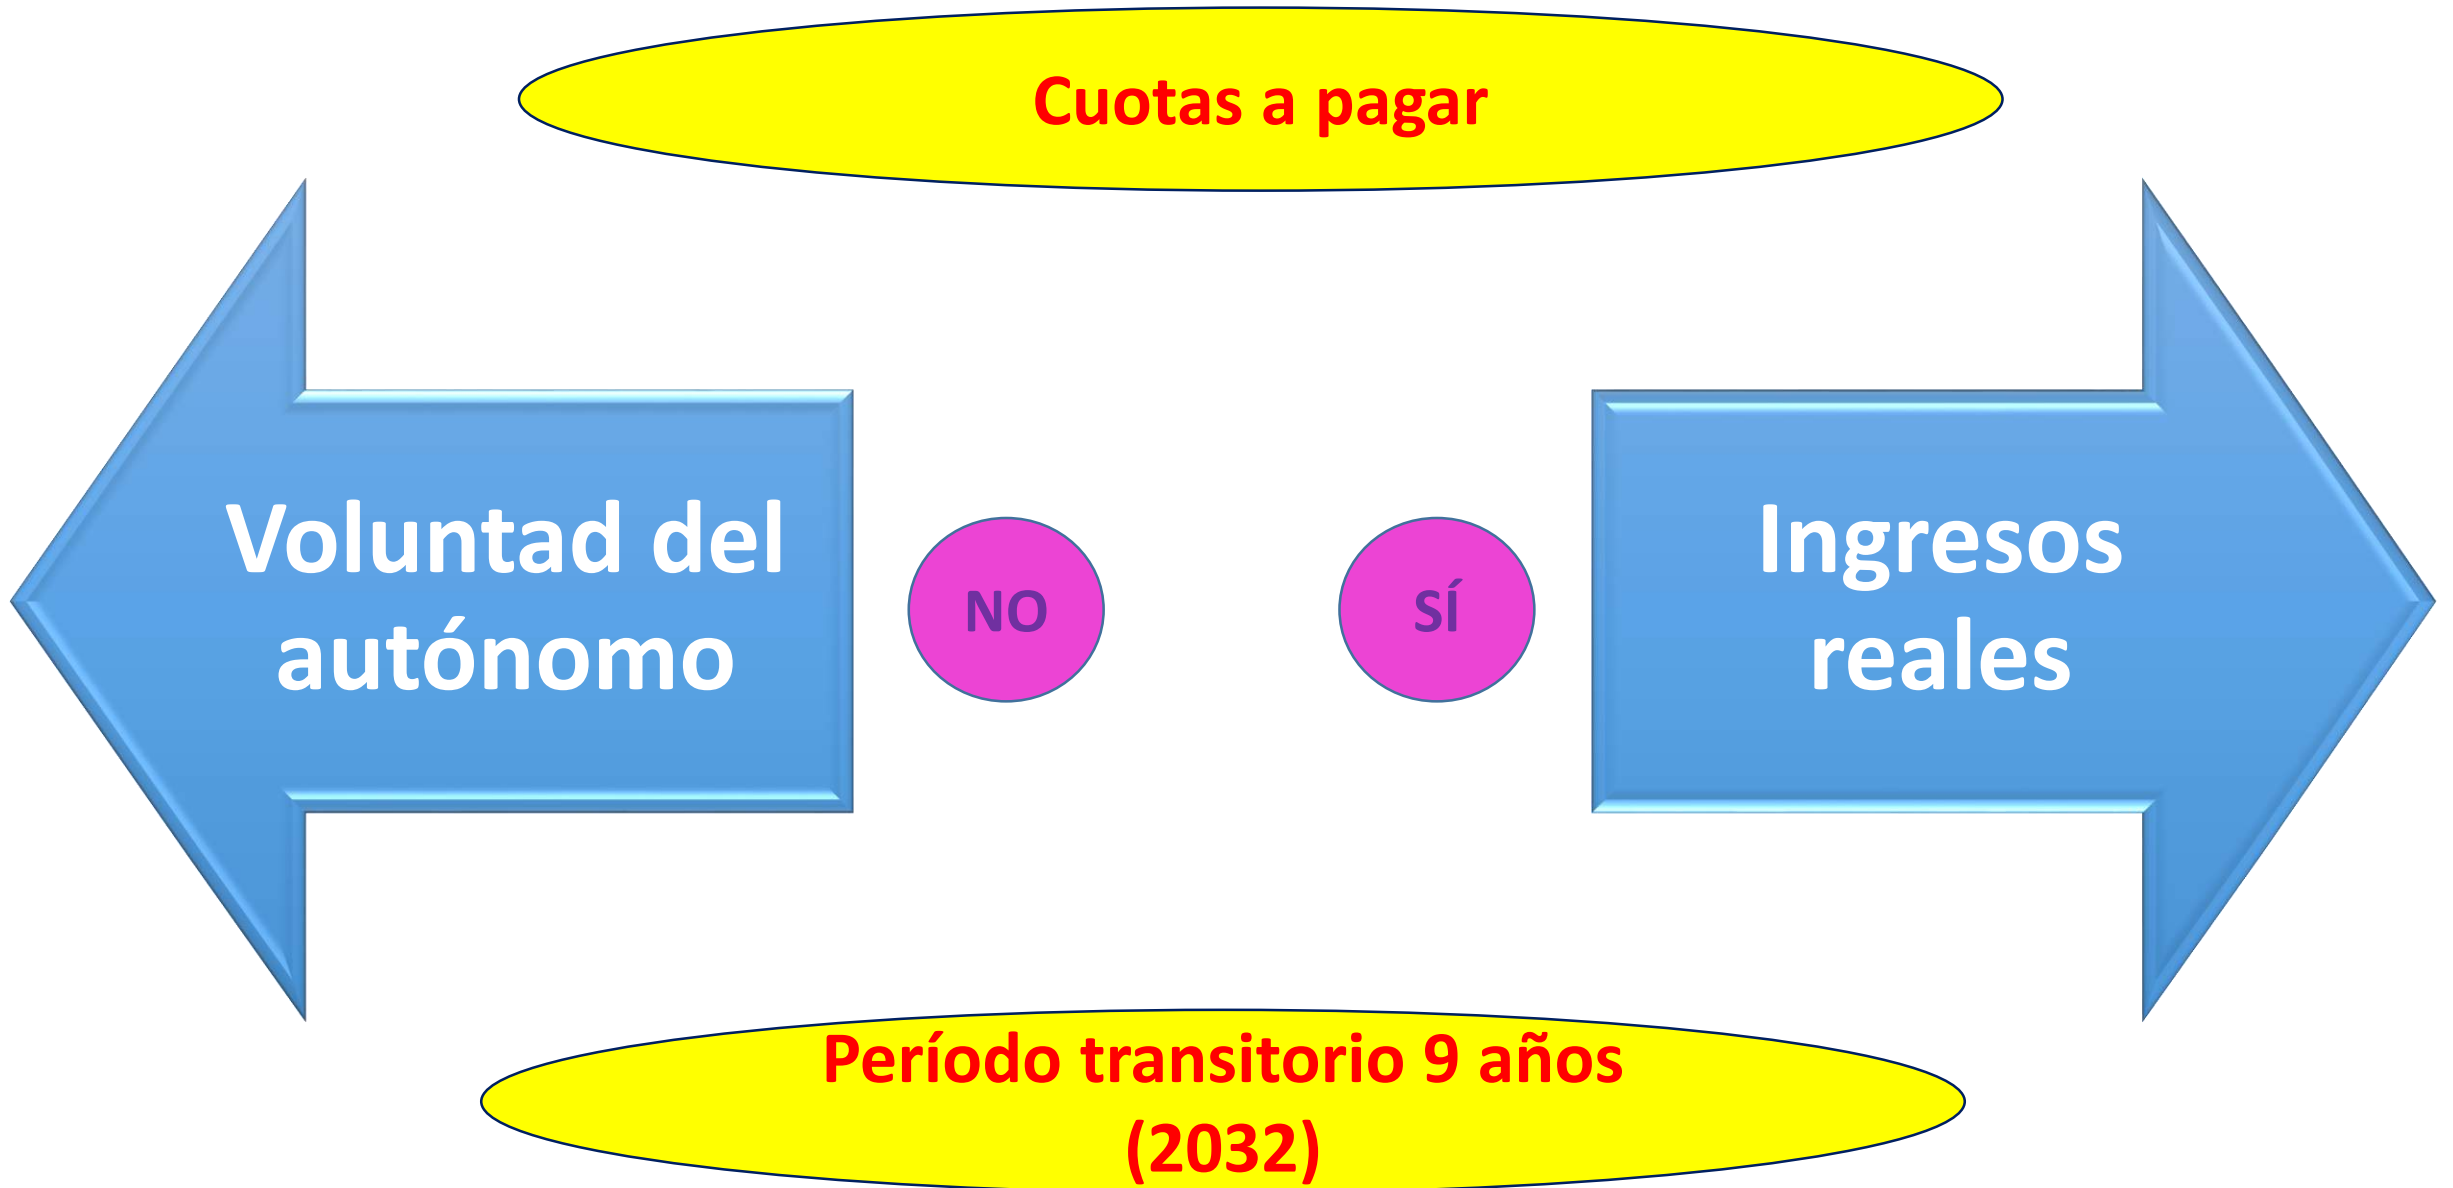 Cuotas a pagar
Voluntad del
autónomo
NO
SÍ
Ingresos
reales
Período transitorio 9 años
(2032)